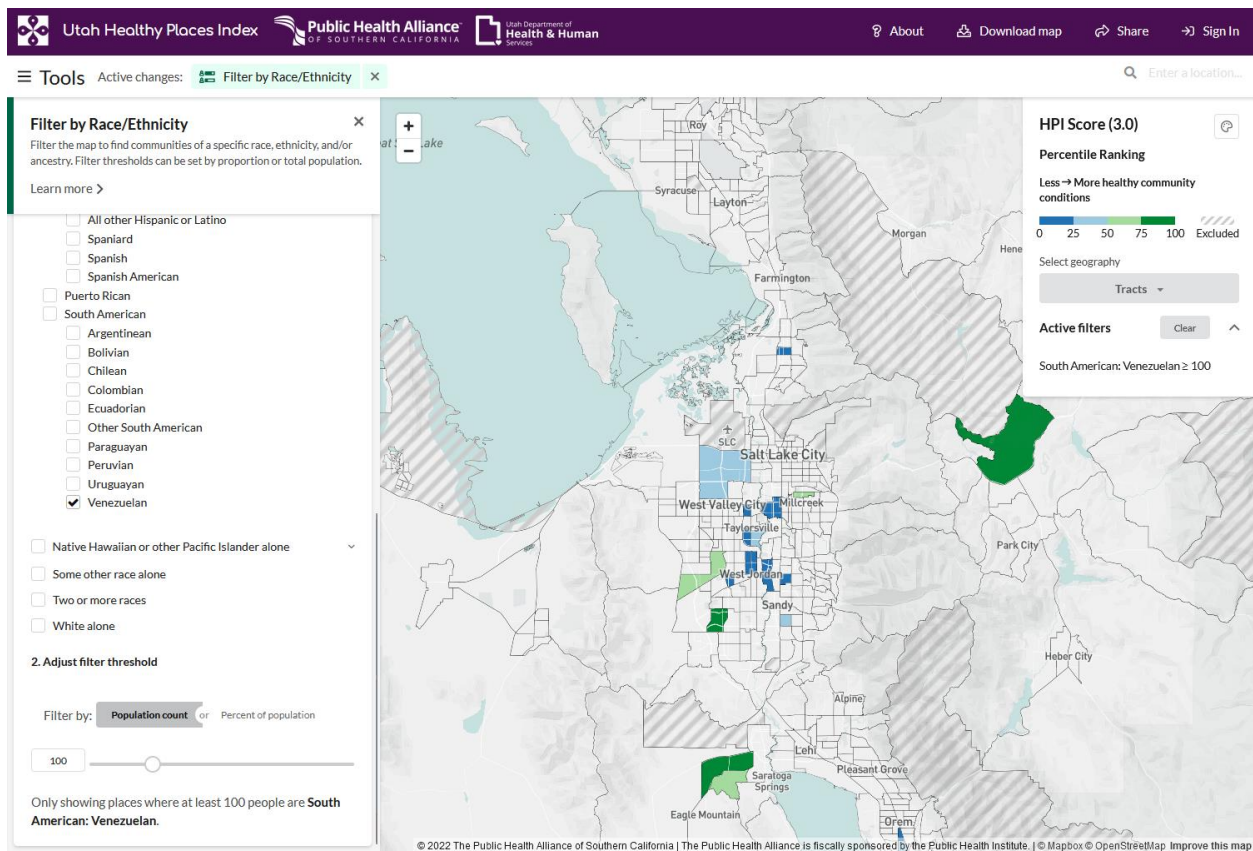 Utah Healthy Places Index
Public Health Alliance
OF SOUTHERN CALIFORNIA
Utah Department of
Health & Human
Services
About
Download map
Share
Sign In
Tools
Active changes:
Filter by Race/Ethnicity
Enter a location...
Filter by Race/Ethnicity
Filter the map to find communities of a specific race, ethnicity, and/or
ancestry. Filter thresholds can be set by proportion or total population.
Learn more
All other Hispanic or Latino
Spaniard
Spanish
Spanish American
Puerto Rican
South American
Argentinean
Bolivian
Chilean
Colombian
Ecuadorian
Other South American
Paraguayan
Peruvian
Uruguayan
Venezuelan
Native Hawaiian or other Pacific Islander alone
Some other race alone
Two or more races
White alone
2. Adjust filter threshold
Filter by: Population count or Percent of population
100
Only showing places where at least 100 people are South
American: Venezuelan.
+
−
Roy
at S Lake
Syracuse
Layton
Morgan
Hene
Farmington
SLC
Salt Lake City
West Valley City
Millcreek
Taylorsville
West Jordan
Sandy
Park City
Heber City
Alpine
Lehi
Pleasant Grove
Saratoga
Springs
Eagle Mountain
Orem
HPI Score (3.0)
Percentile Ranking
Less → More healthy community
conditions
0 25 50 75 100 Excluded
Select geography
Tracts
Active filters
Clear
South American: Venezuelan ≥ 100
© 2022 The Public Health Alliance of Southern California | The Public Health Alliance is fiscally sponsored by the Public Health Institute. | © Mapbox © OpenStreetMap Improve this map